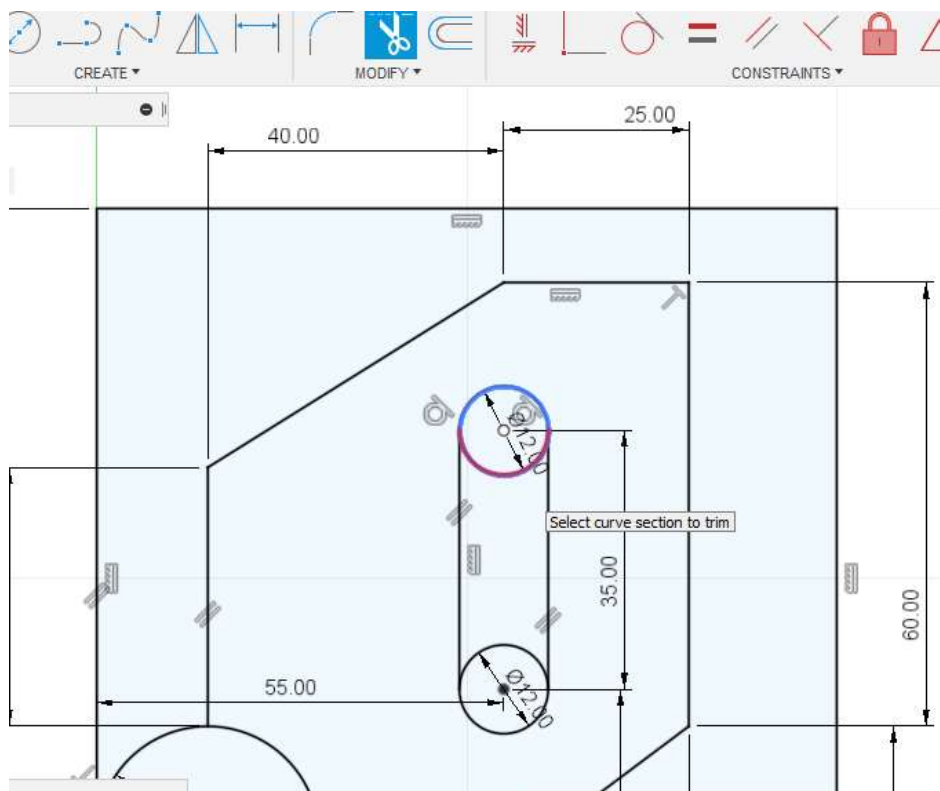 CREATE ▾
MODIFY ▾
CONSTRAINTS ▾
40.00
25.00
Ø12.00
Select curve section to trim
35.00
60.00
55.00
Ø12.00